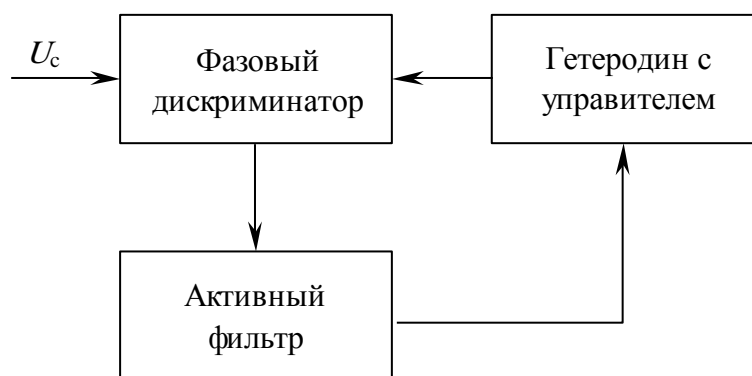 Uс
Фазовый
дискриминатор
Гетеродин с
управителем
Активный
фильтр